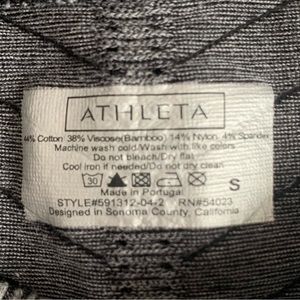 ATHLETA
44% Cotton 38% Viscose(Bamboo) 14% Nylon 4% Spandex
Machine wash cold/Wash with like colors
Do not bleach/Dry flat
Cool iron if needed/Do not dry clean
30
S
Made in Portugal
STYLE#591312-04-2 RN#54023
Designed in Sonoma County, California